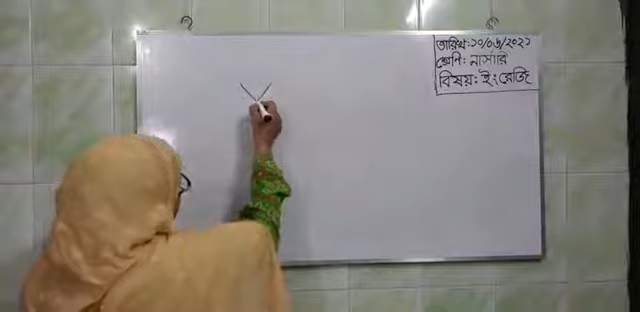 তারিখ:১০/০৬/২০২১
শ্রেনি: নার্সারি
বিষয়: ইংরেজি